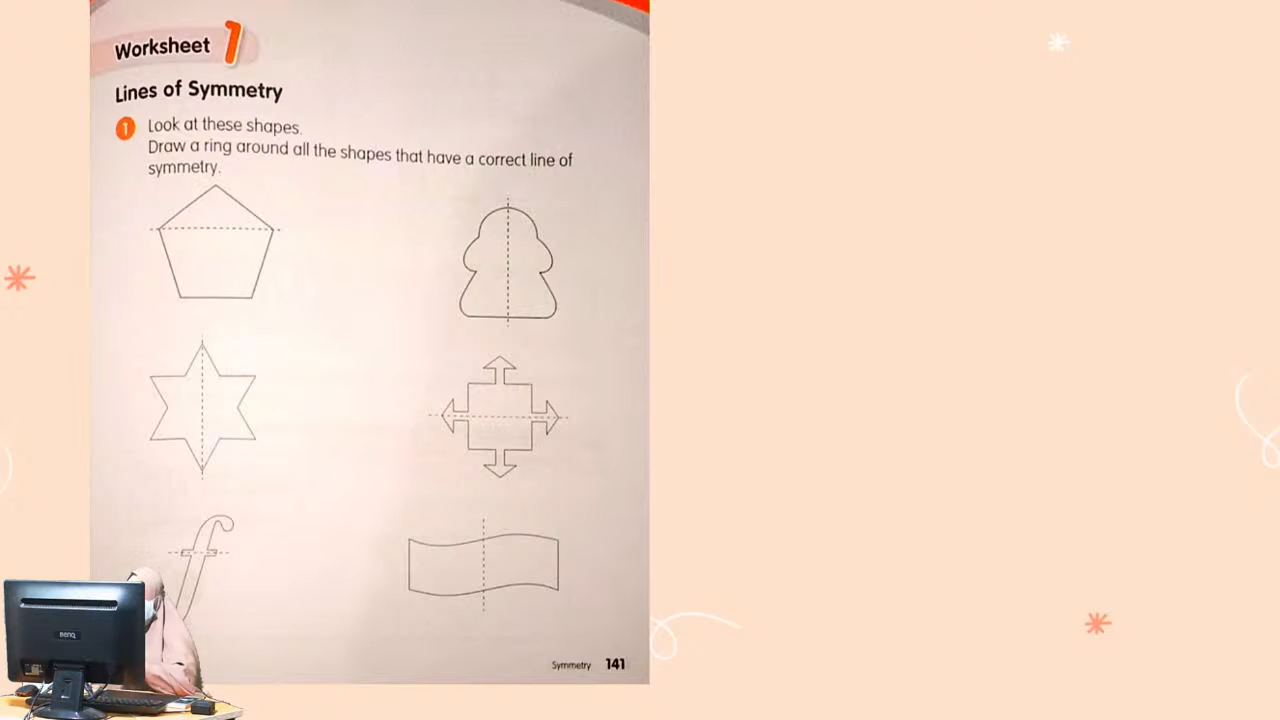 Worksheet 1
Lines of Symmetry
1 Look at these shapes.
Draw a ring around all the shapes that have a correct line of
symmetry.
BenQ
Symmetry 141